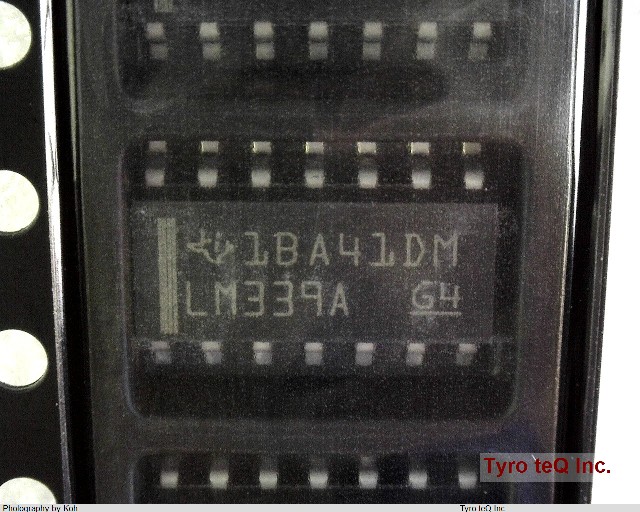 1BA41DM
LM339A G4
Tyro teQ Inc.
Photography by Koh
Tyro teQ Inc